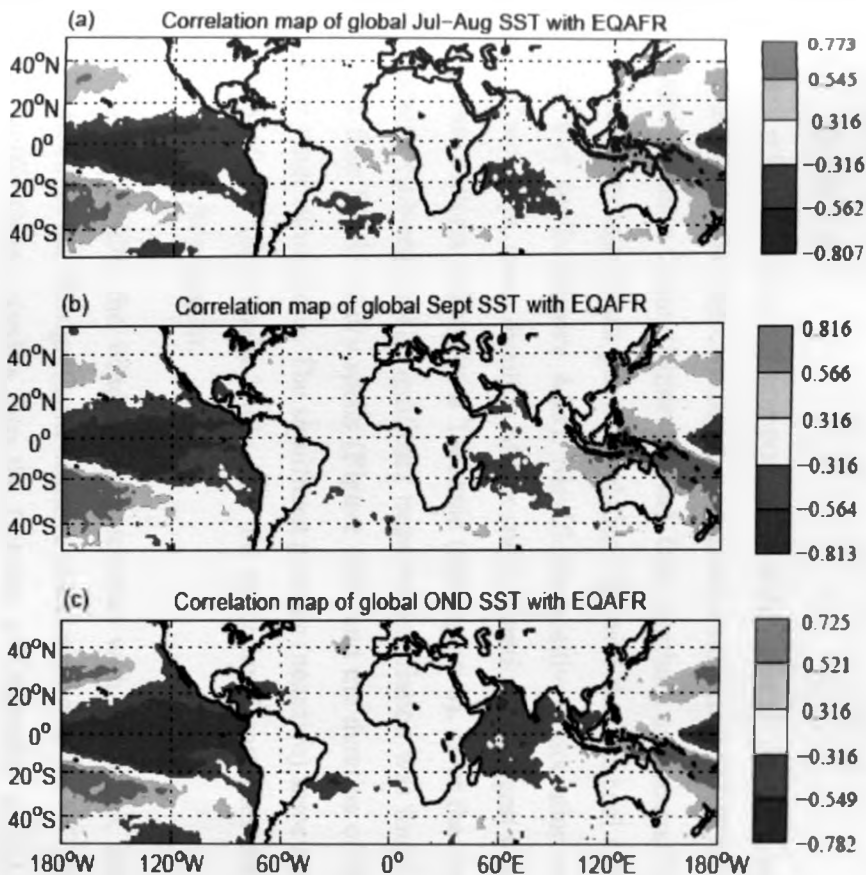 (a) Correlation map of global Jul-Aug SST with EQAFR
40°N
20°N
0°
20°S
40°S
0.773
0.545
0.316
-0.316
-0.562
-0.807
(b) Correlation map of global Sept SST with EQAFR
40°N
20°N
0°
20°S
40°S
0.816
0.566
0.316
-0.316
-0.564
-0.813
(c) Correlation map of global OND SST with EQAFR
40°N
20°N
0°
20°S
40°S
180°W 120°W 60°W 0° 60°E 120°E 180°W
0.725
0.521
0.316
-0.316
-0.549
-0.782